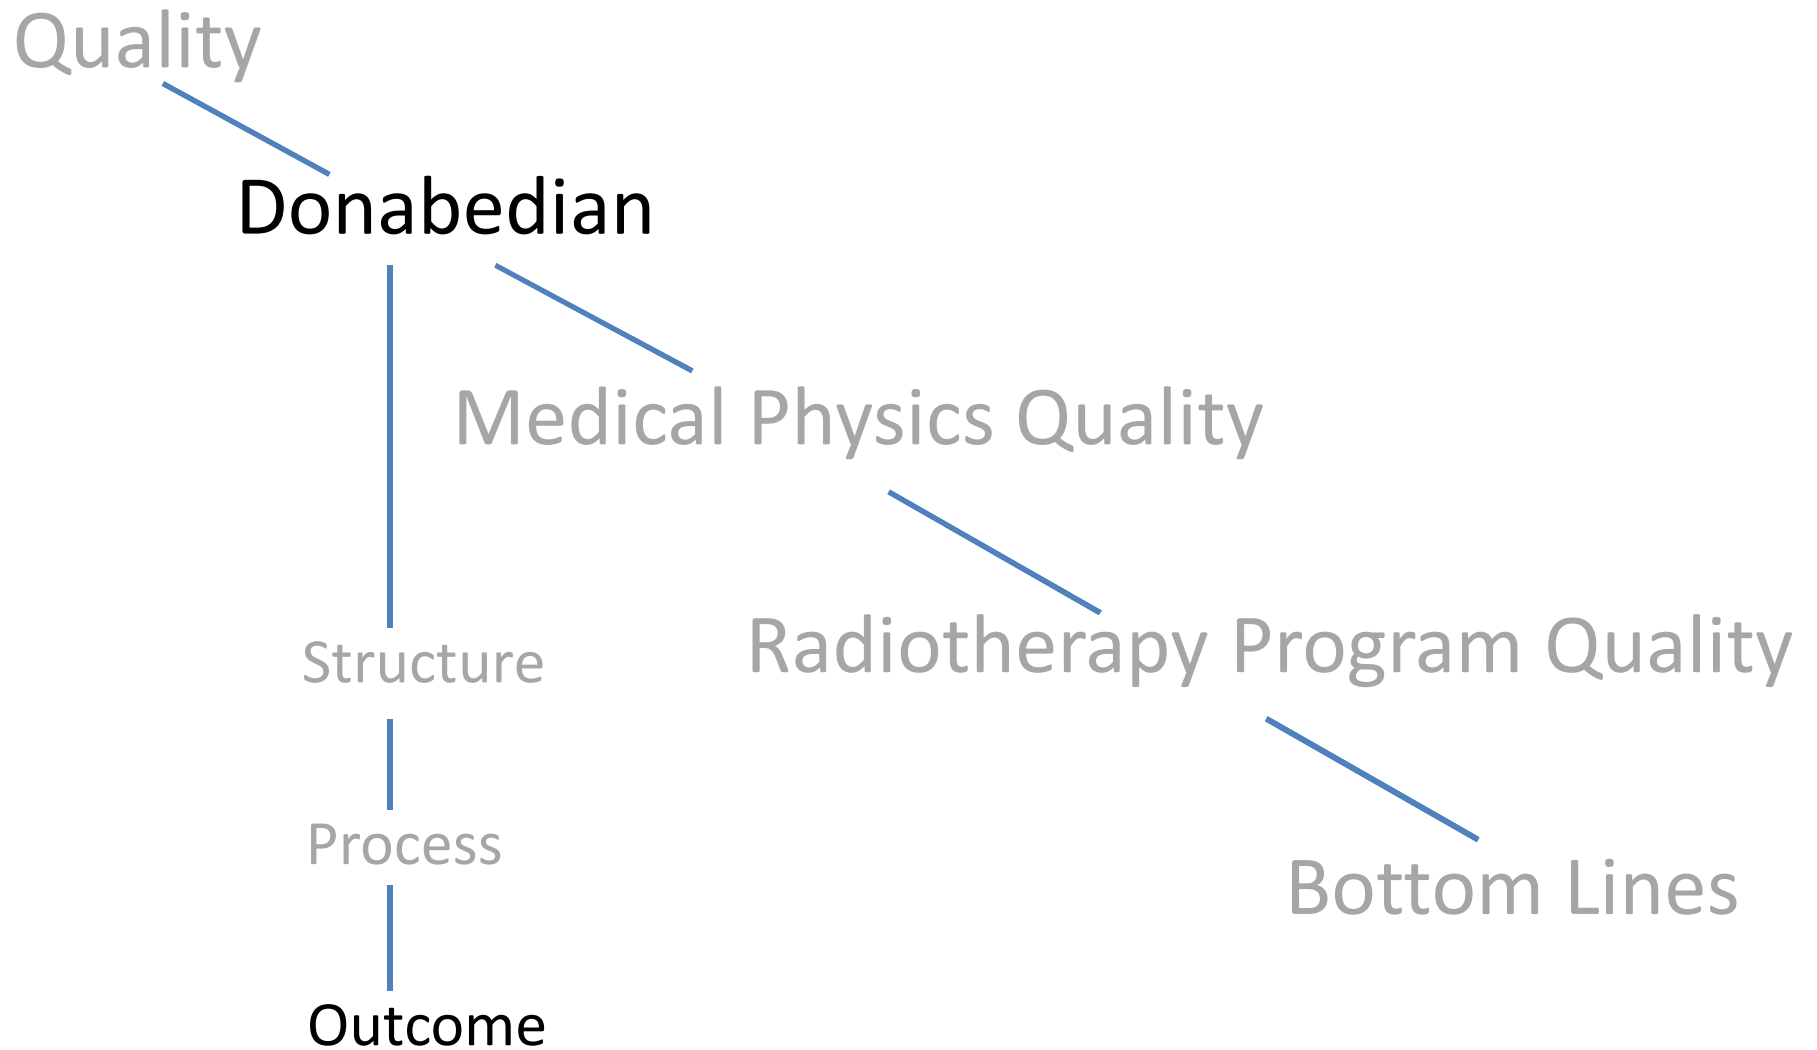 Quality
Donabedian
Medical Physics Quality
Radiotherapy Program Quality
Structure
Process
Bottom Lines
Outcome